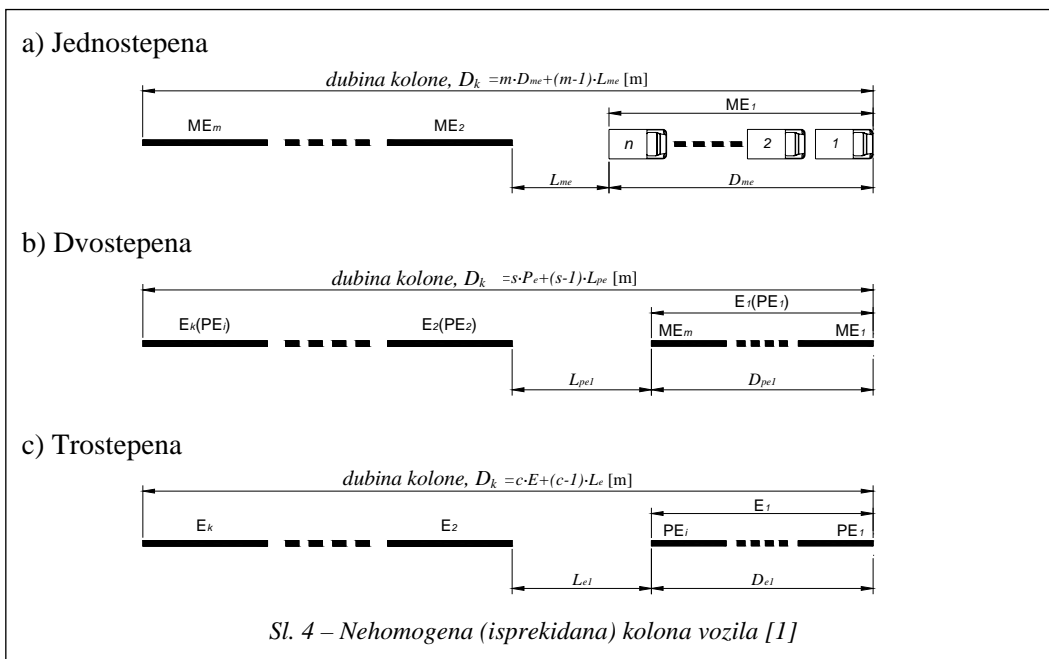 a) Jednostepena
dubina kolone, Dk =m·Dme+(m-1)·Lme [m]
ME1
MEm ME2 n 2 1
Lme Dme
b) Dvostepena
dubina kolone, Dk =s·Pe+(s-1)·Lpe [m]
E1(PE1)
Ek(PEi) E2(PE2) MEm ME1
Lpe1 Dpe1
c) Trostepena
dubina kolone, Dk =c·E+(c-1)·Le [m]
E1
Ek E2 PEi PE1
Le1 De1
Sl. 4 – Nehomogena (isprekidana) kolona vozila [1]